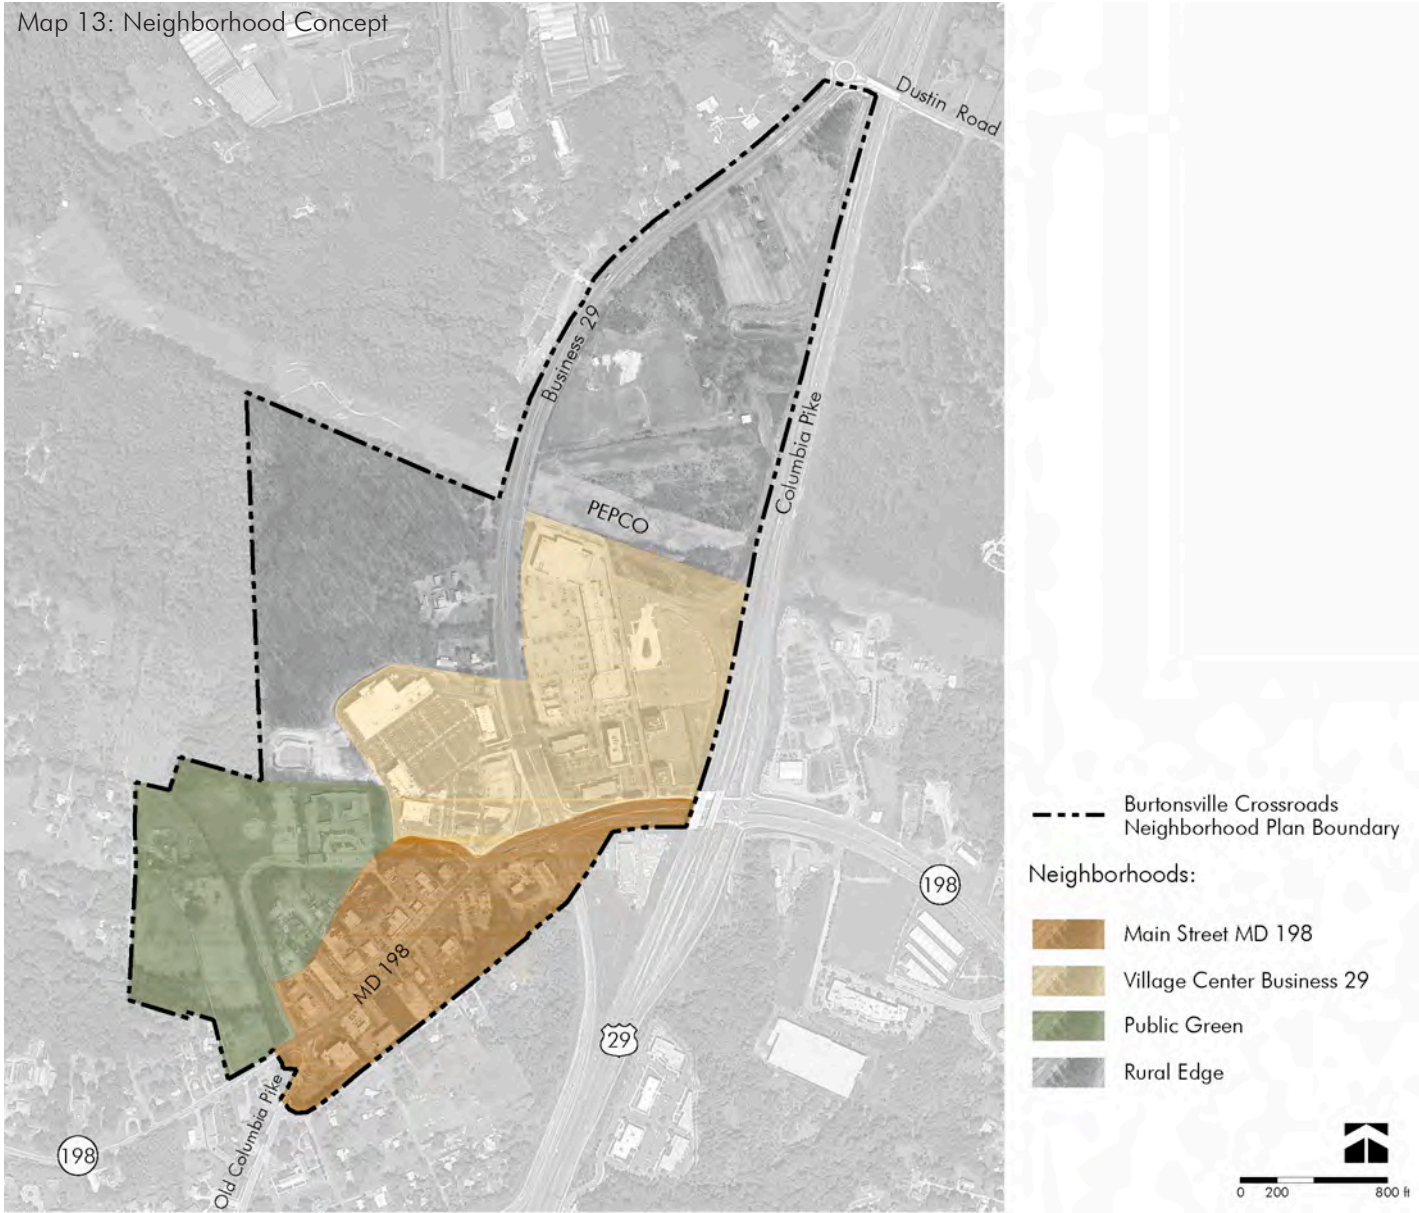 Map 13: Neighborhood Concept
Dustin Road
Business 29
Columbia Pike
PEPCO
198
MD 198
29
Old Columbia Pike
198
Burtonsville Crossroads
Neighborhood Plan Boundary
Neighborhoods:
Main Street MD 198
Village Center Business 29
Public Green
Rural Edge
0 200 800 ft